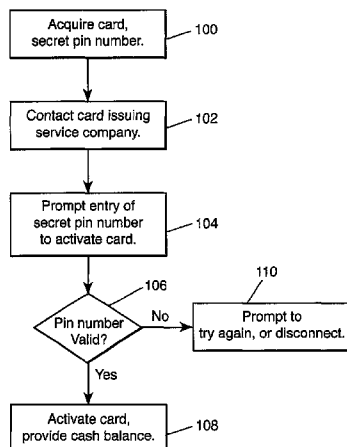 Acquire card,
secret pin number.
100
Contact card issuing
service company.
102
Prompt entry of
secret pin number
to activate card.
104
106
Pin number
Valid?
No
110
Prompt to
try again, or disconnect.
Yes
Activate card,
provide cash balance.
108